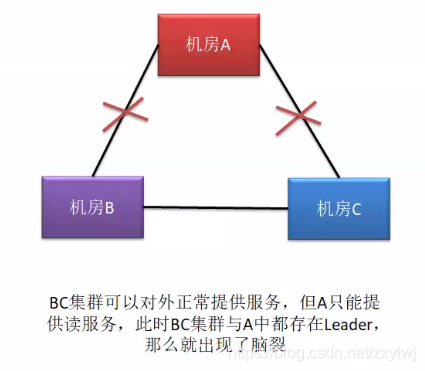 机房A
机房B
机房C
BC集群可以对外正常提供服务，但A只能提
供读服务，此时BC集群与A中都存在Leader，
那么就出现了脑裂
https://blog.csdn.net/zxylwj